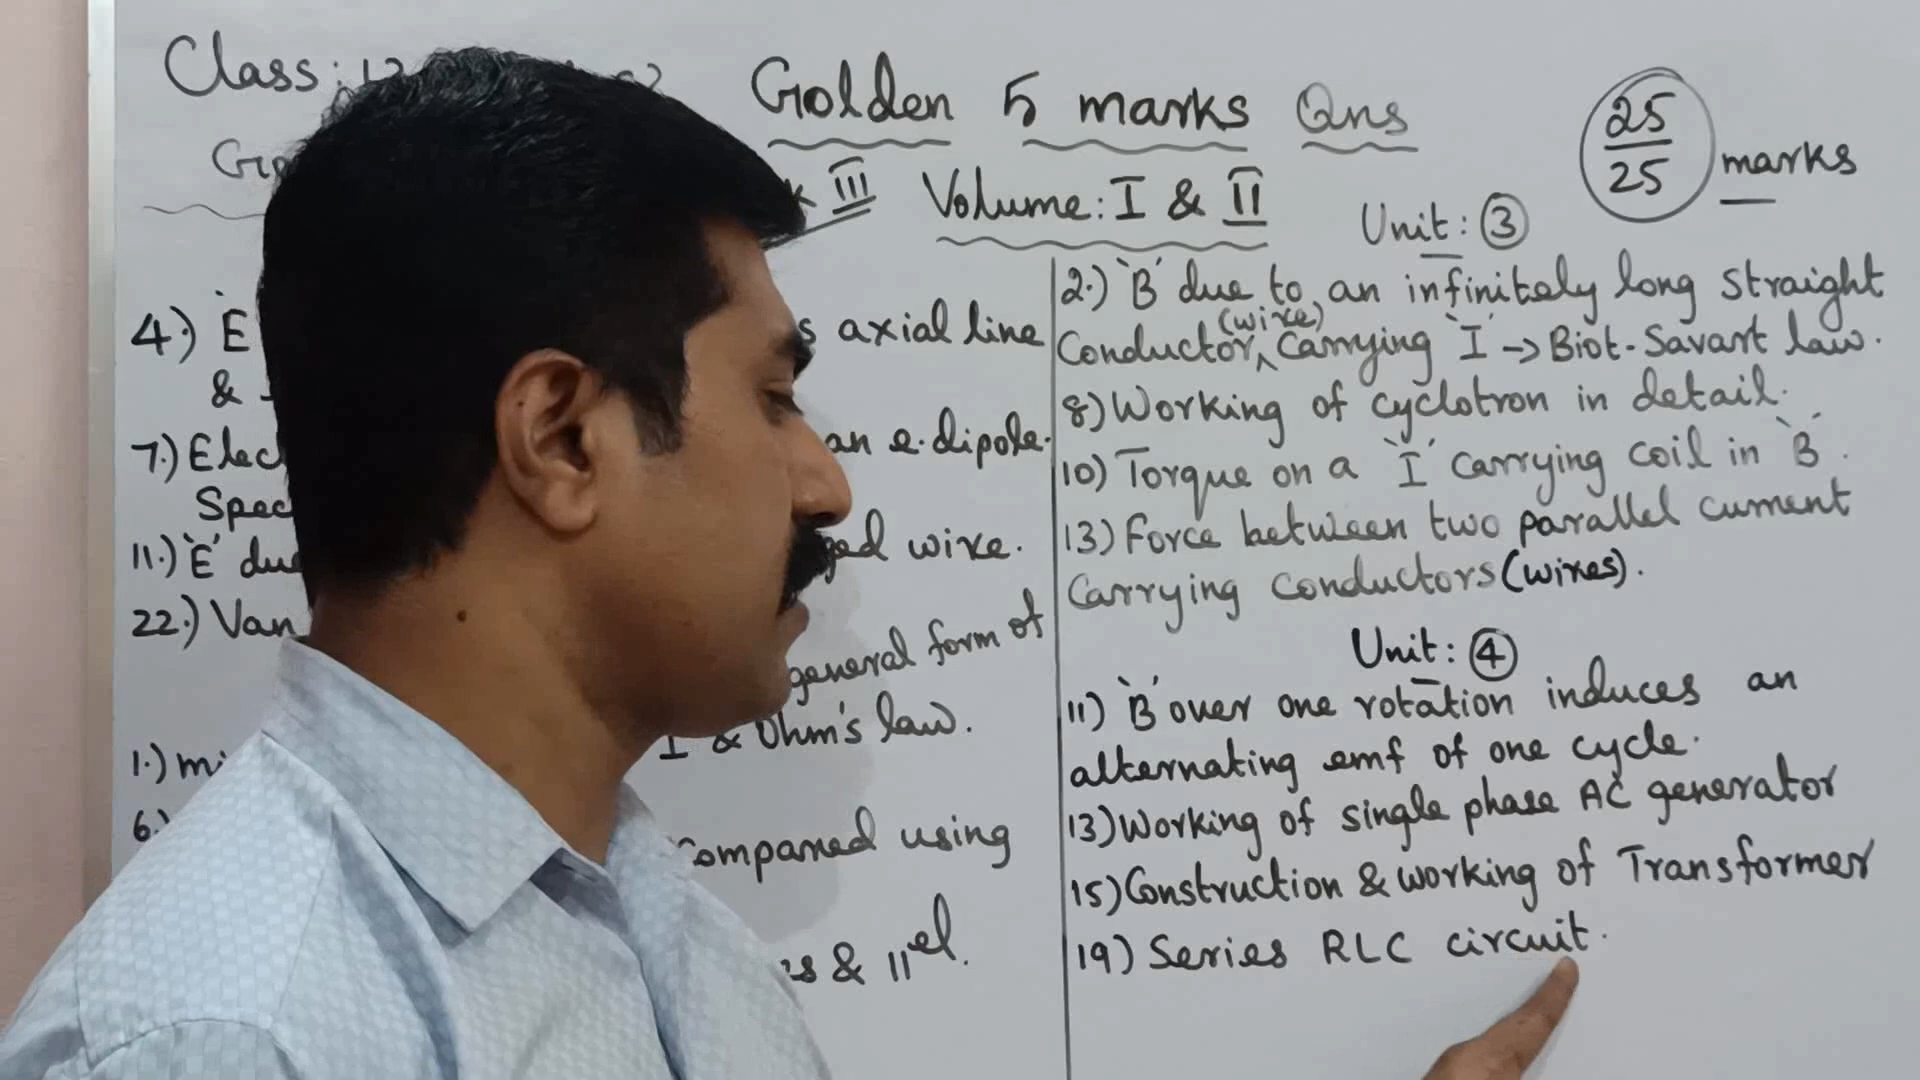 Class: 12
Golden 5 marks Qns
25/25 marks
III Volume: I & II
4.) `E axial line
&
7.) Elec an e.dipole.
Spec
11.) `E´ due wire.
22.) Van
general form of
I & Ohm's law.
1.) mi
6.) Compared using
& 11el.
Unit: 3
2.) `B´ due to an infinitely long straight
Conductor (wire) Carrying `I´ -> Biot-Savart law.
8) Working of cyclotron in detail.
10) Torque on a `I´ Carrying coil in `B´.
13) Force between two parallel current
Carrying conductors (wires).
Unit: 4
11) `B´ over one rotation induces an
alternating emf of one cycle.
13) Working of single phase AC generator
15) Construction & working of Transformer
19) Series RLC circuit.